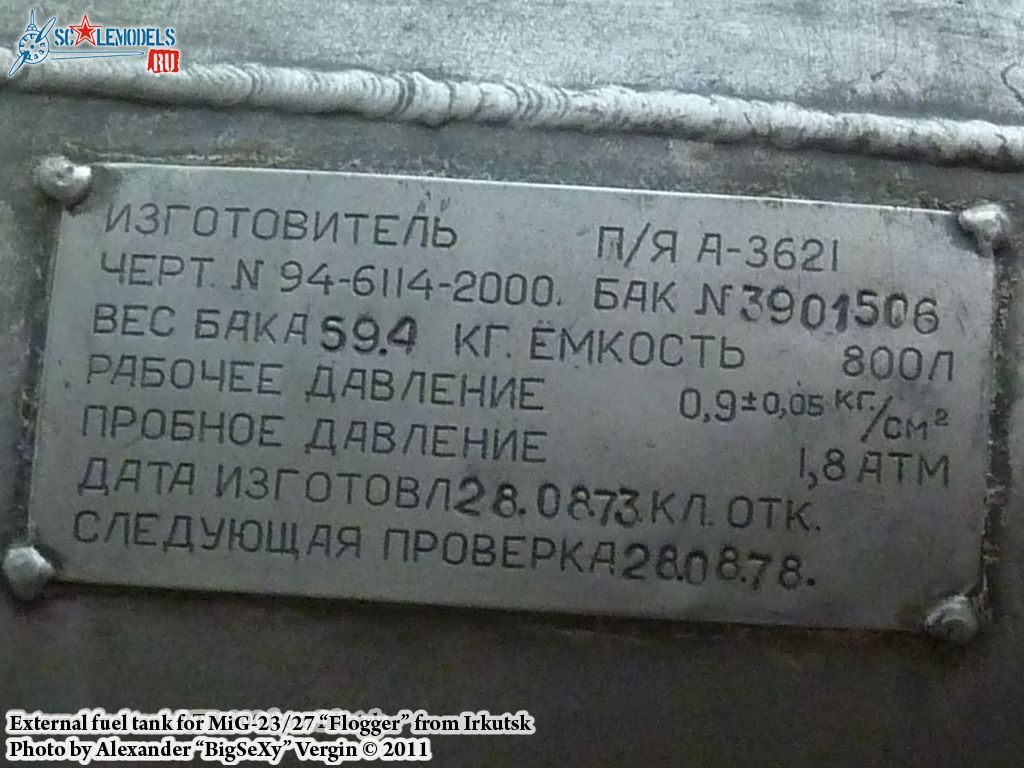 SCALEMODELS
.RU
ИЗГОТОВИТЕЛЬ П/Я А-3621
ЧЕРТ. N 94-6114-2000. БАК N3901506
ВЕС БАКА 59.4 КГ. ЁМКОСТЬ 800Л
РАБОЧЕЕ ДАВЛЕНИЕ 0,9±0,05 КГ./СМ²
ПРОБНОЕ ДАВЛЕНИЕ 1,8 АТМ
ДАТА ИЗГОТОВЛ 28.08.73. КЛ. ОТК.
СЛЕДУЮЩАЯ ПРОВЕРКА 28.08.78.
External fuel tank for MiG-23/27 “Flogger” from Irkutsk
Photo by Alexander “BigSeXy” Vergin © 2011